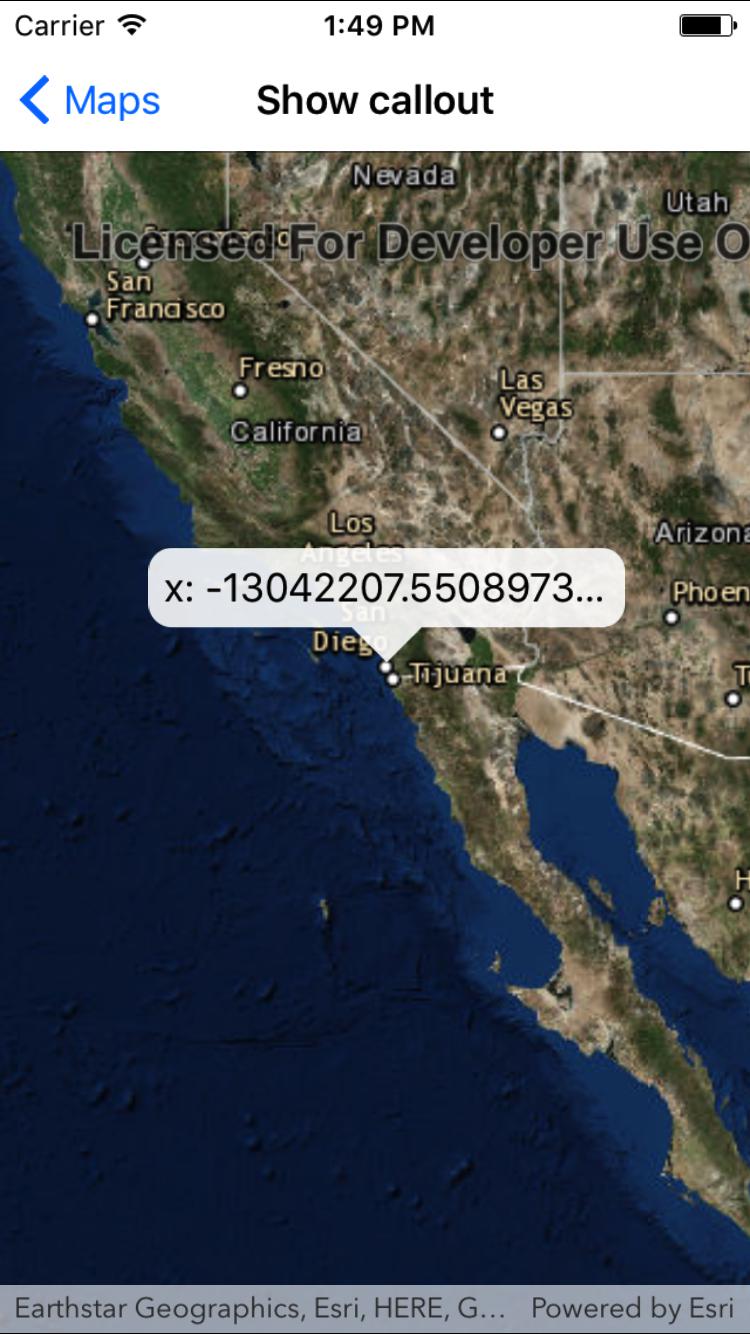 Carrier 1:49 PM
Maps Show callout
Nevada
Utah
Licensed For Developer Use O
San
Francisco
Fresno
Las
Vegas
California
Los
Angeles
Arizona
x: -13042207.5508973...
Phoen
San
Diego
Tijuana
T
H
Earthstar Geographics, Esri, HERE, G... Powered by Esri